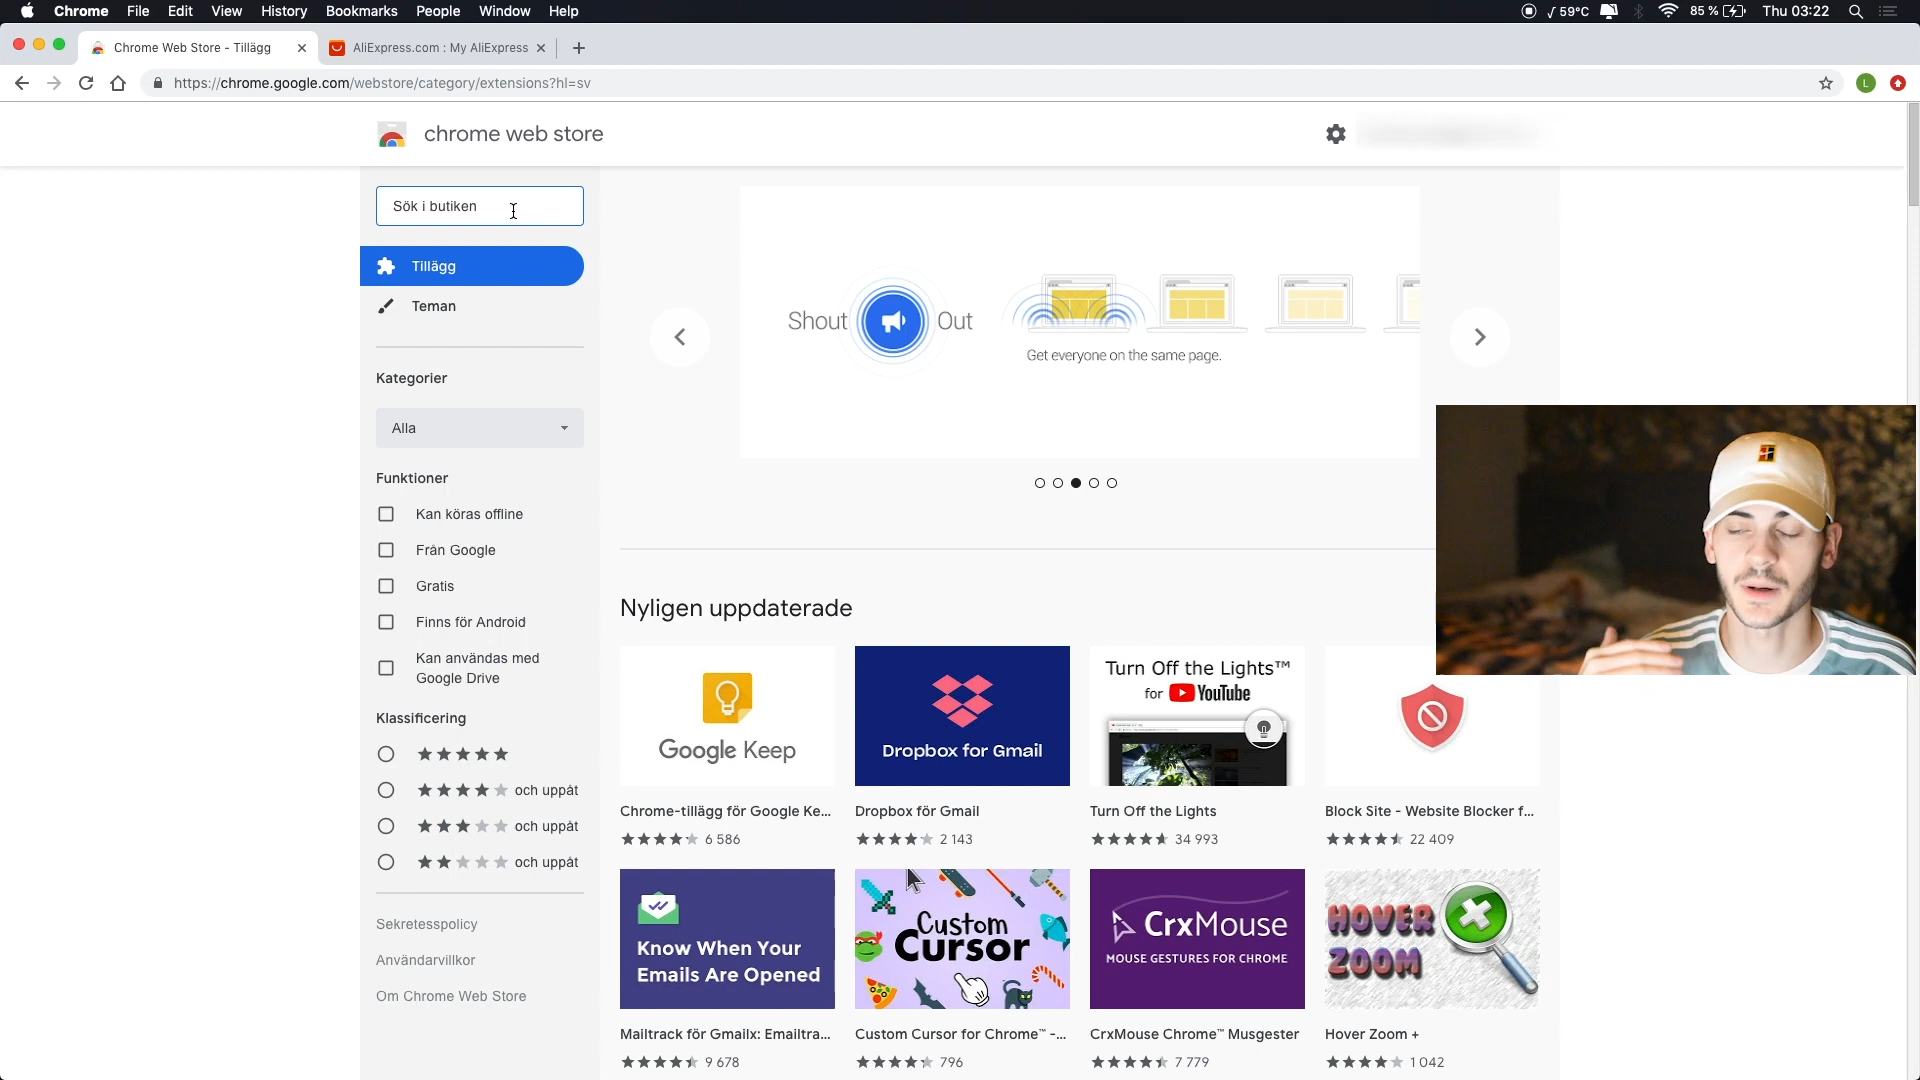 Chrome File Edit View History Bookmarks People Window Help
√ 59°C 85 % Thu 03:22
Chrome Web Store - Tillägg
AliExpress.com : My AliExpress
https://chrome.google.com/webstore/category/extensions?hl=sv
L
chrome web store
Sök i butiken
Tillägg
Teman
Kategorier
Alla
Funktioner
Kan köras offline
Från Google
Gratis
Finns för Android
Kan användas med
Google Drive
Klassificering
och uppåt
och uppåt
och uppåt
Sekretesspolicy
Användarvillkor
Om Chrome Web Store
Shout Out
Get everyone on the same page.
Nyligen uppdaterade
Google Keep
Chrome-tillägg för Google Ke...
6 586
Dropbox for Gmail
Dropbox för Gmail
2 143
Turn Off the Lights™
for YouTube
Turn Off the Lights
34 993
Block Site - Website Blocker f...
22 409
Know When Your
Emails Are Opened
Mailtrack för Gmailx: Emailtra...
9 678
Custom
Cursor
Custom Cursor for Chrome™ -...
796
CrxMouse
MOUSE GESTURES FOR CHROME
CrxMouse Chrome™ Musgester
7 779
HOVER
ZOOM
Hover Zoom +
1 042